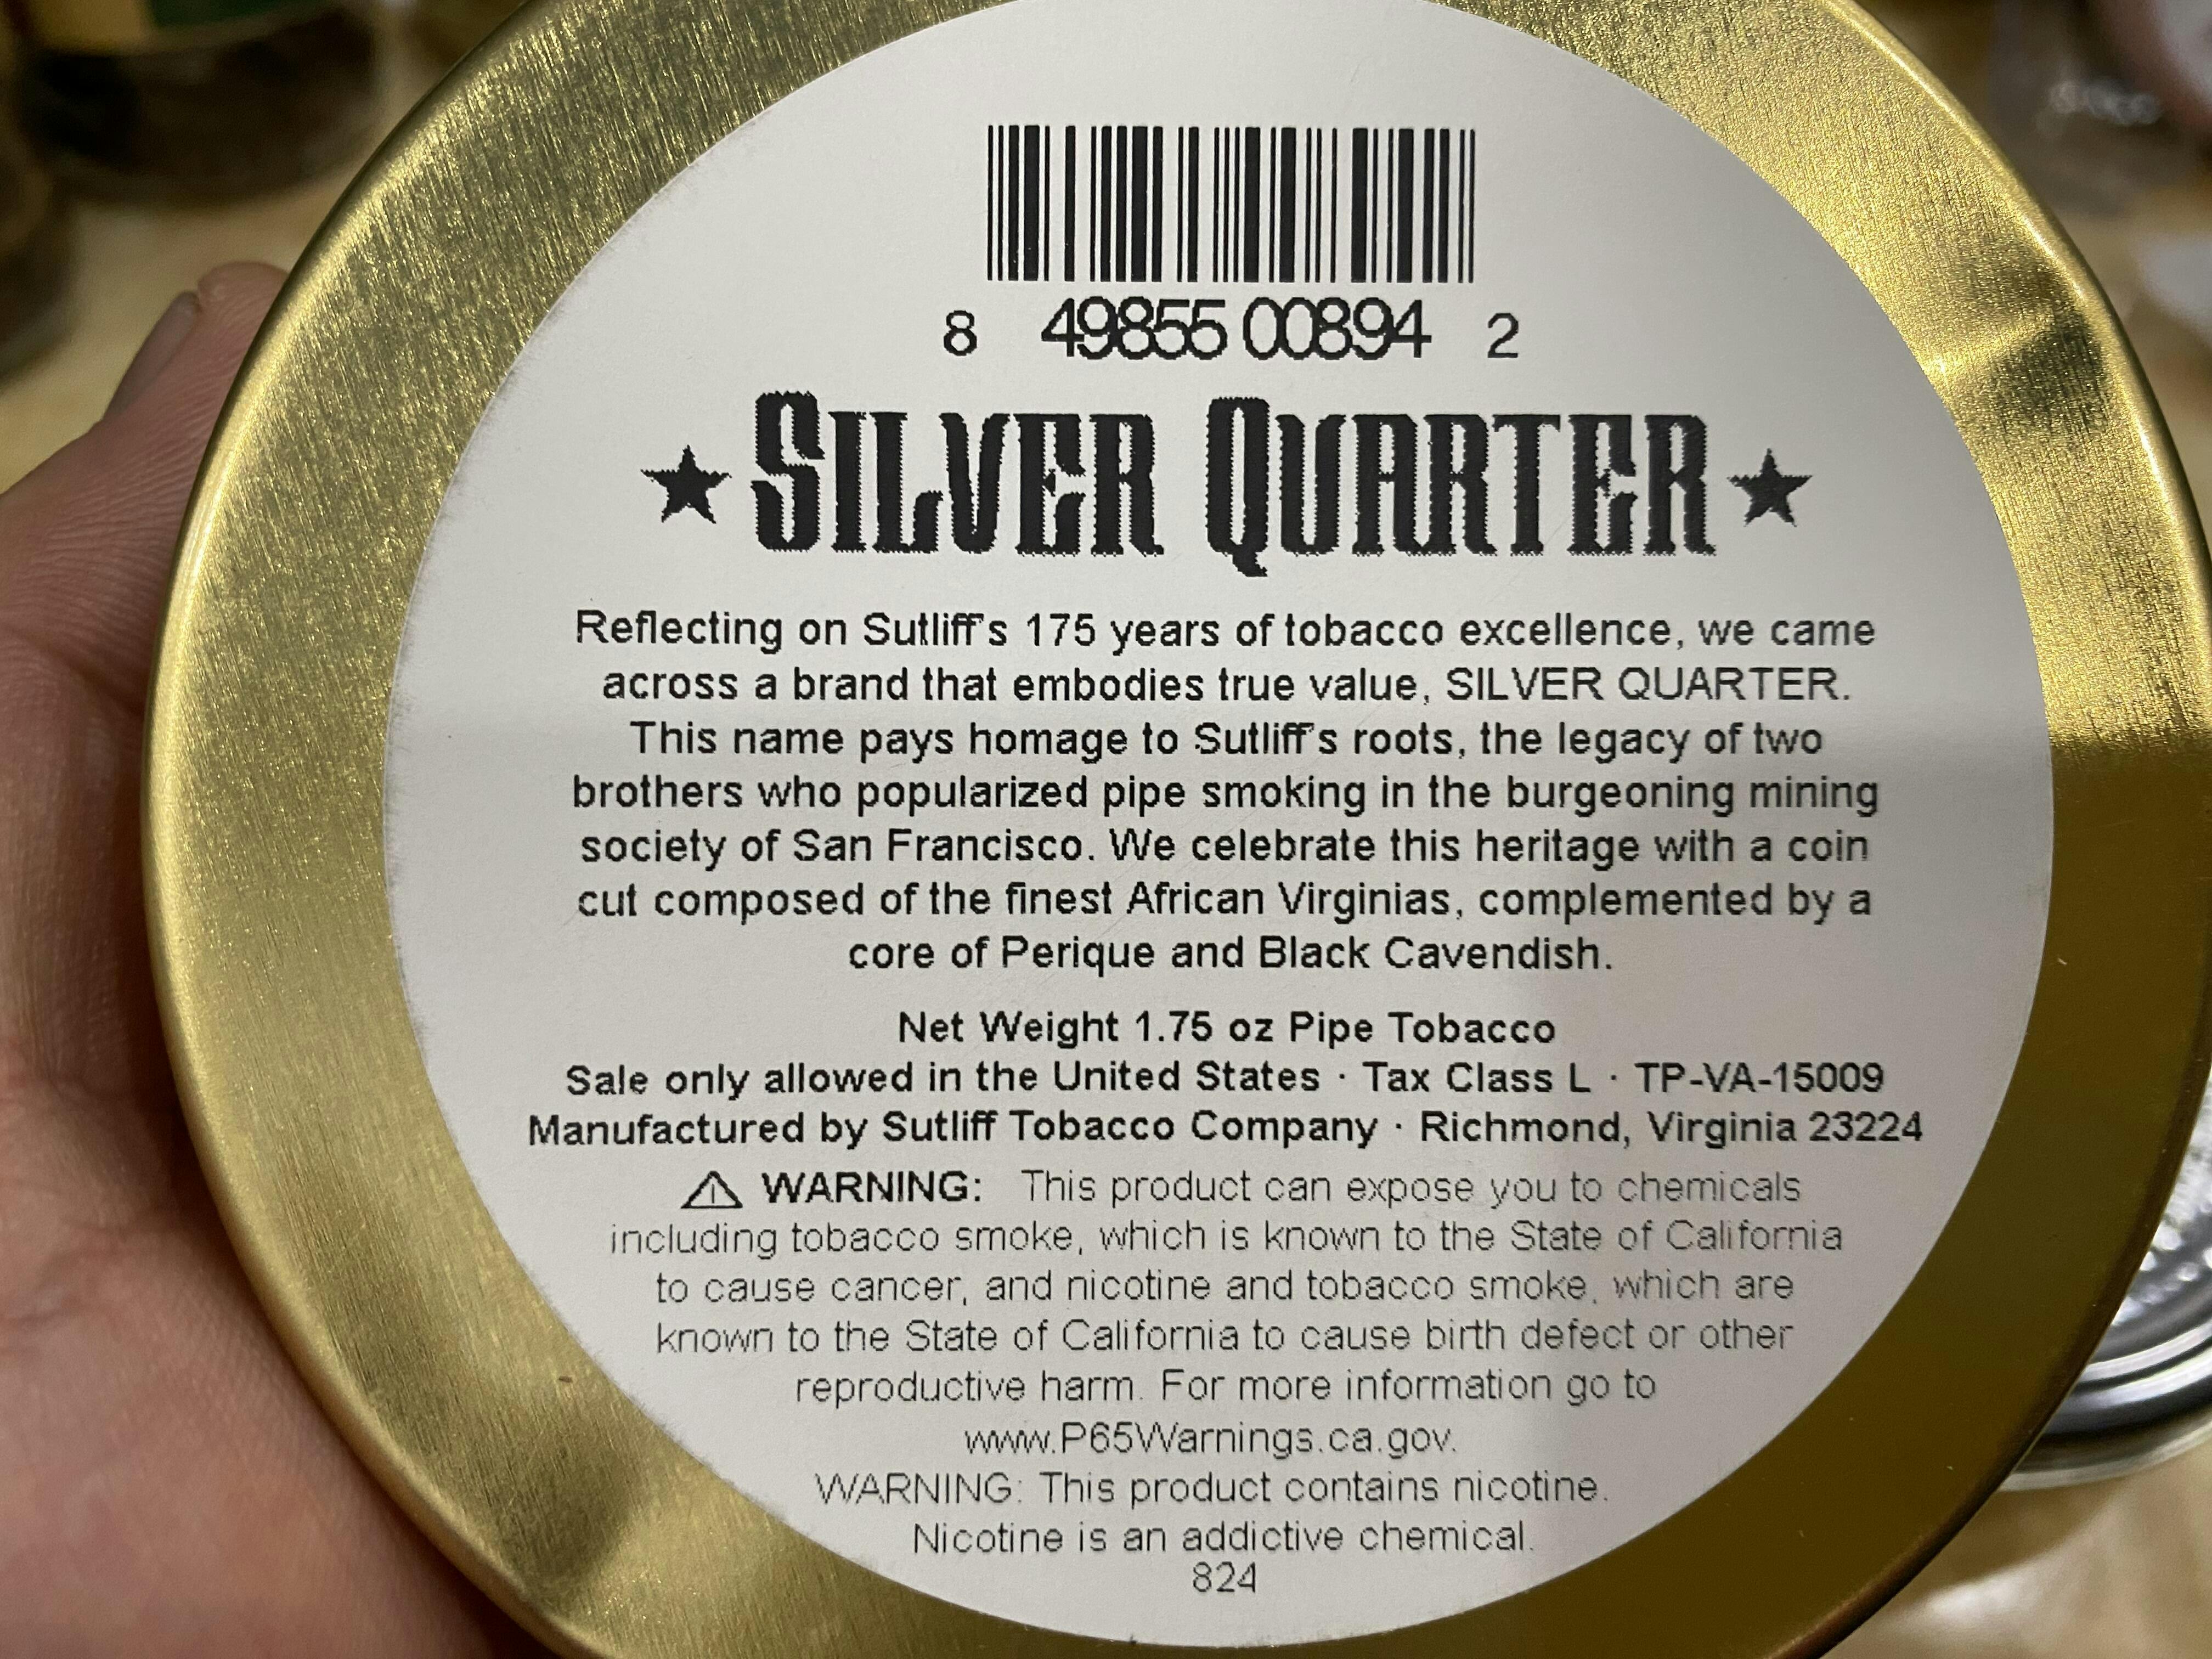 8 49855 00894 2
★ SILVER QUARTER ★
Reflecting on Sutliff's 175 years of tobacco excellence, we came
across a brand that embodies true value, SILVER QUARTER.
This name pays homage to Sutliff's roots, the legacy of two
brothers who popularized pipe smoking in the burgeoning mining
society of San Francisco. We celebrate this heritage with a coin
cut composed of the finest African Virginias, complemented by a
core of Perique and Black Cavendish.
Net Weight 1.75 oz Pipe Tobacco
Sale only allowed in the United States · Tax Class L · TP-VA-15009
Manufactured by Sutliff Tobacco Company · Richmond, Virginia 23224
⚠ WARNING: This product can expose you to chemicals
including tobacco smoke, which is known to the State of California
to cause cancer, and nicotine and tobacco smoke, which are
known to the State of California to cause birth defect or other
reproductive harm. For more information go to
www.P65Warnings.ca.gov.
WARNING: This product contains nicotine.
Nicotine is an addictive chemical.
824